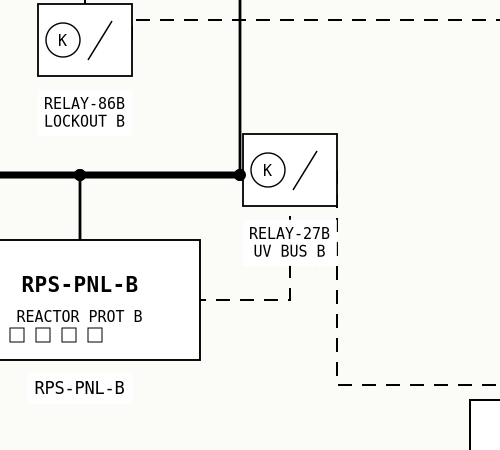 K
RELAY-86B
LOCKOUT B
K
RELAY-27B
UV BUS B
RPS-PNL-B
REACTOR PROT B
RPS-PNL-B